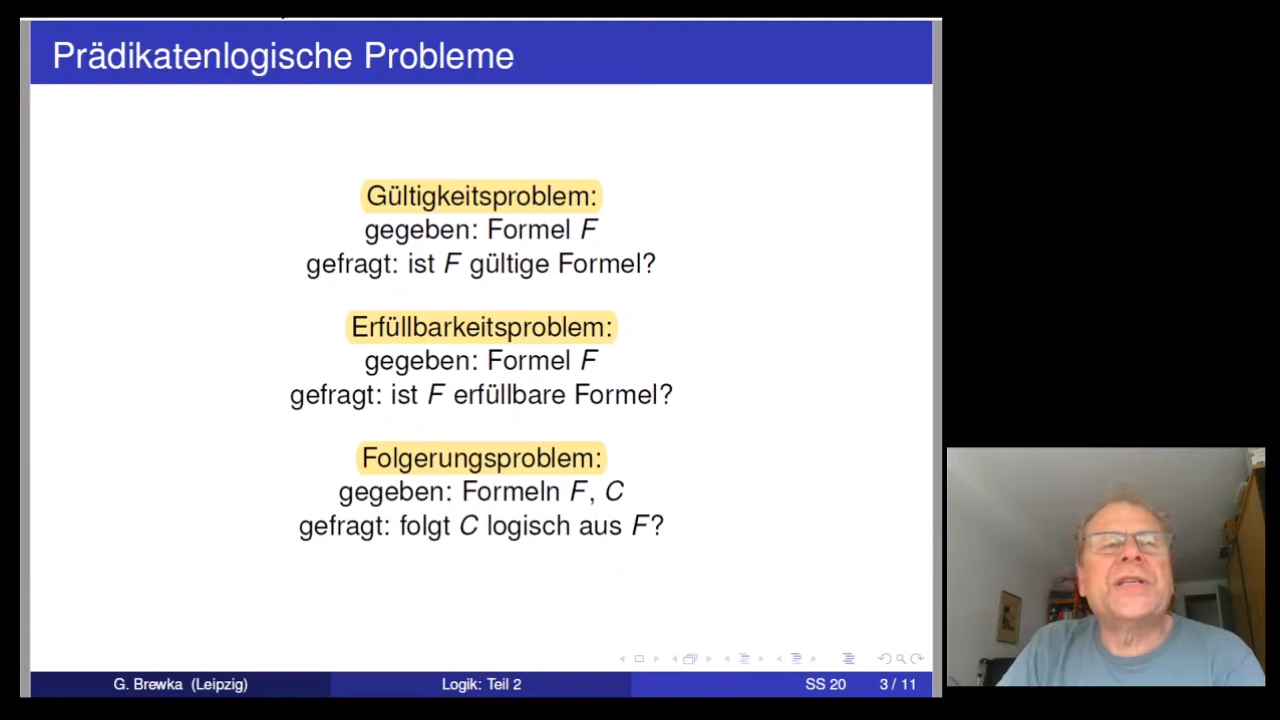 Prädikatenlogische Probleme
Gültigkeitsproblem:
gegeben: Formel F
gefragt: ist F gültige Formel?
Erfüllbarkeitsproblem:
gegeben: Formel F
gefragt: ist F erfüllbare Formel?
Folgerungsproblem:
gegeben: Formeln F, C
gefragt: folgt C logisch aus F?
G. Brewka (Leipzig) Logik: Teil 2 SS 20 3 / 11